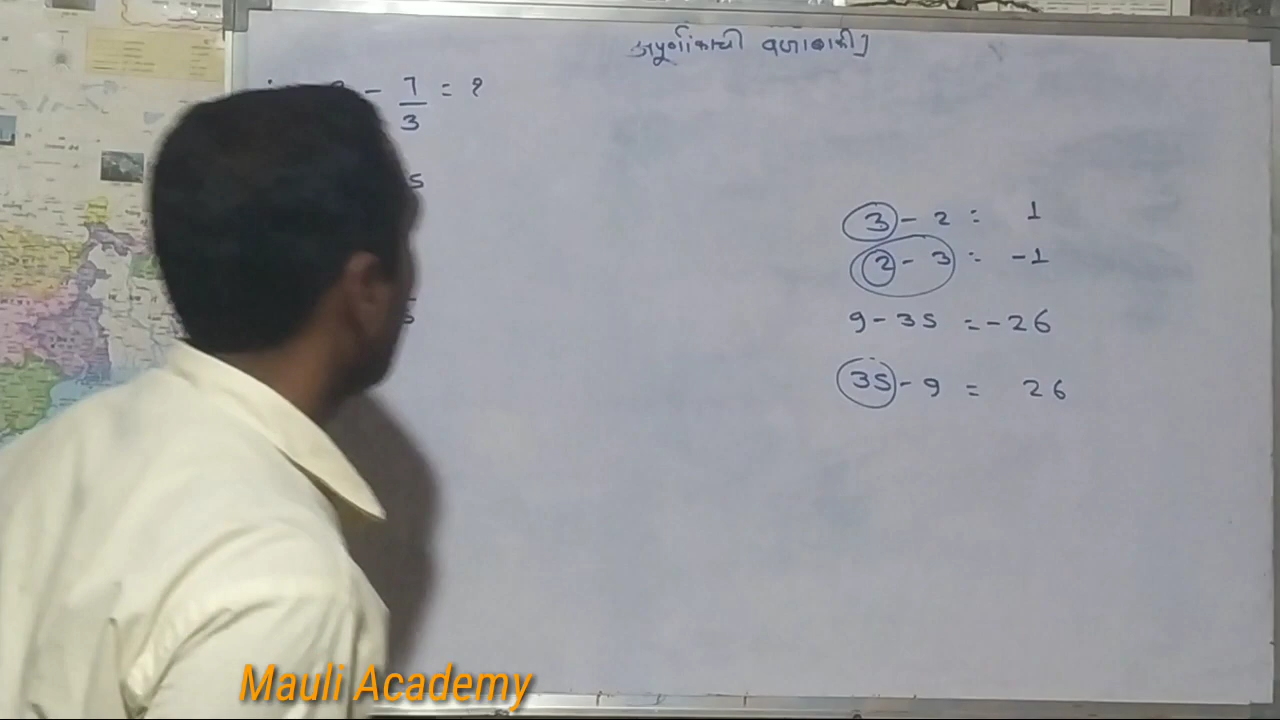 अपूर्णांकाची वजाबाकी]
- 7/3 = ?
3 - 2 = 1
2 - 3 = -1
9 - 35 = -26
35 - 9 = 26
Mauli Academy